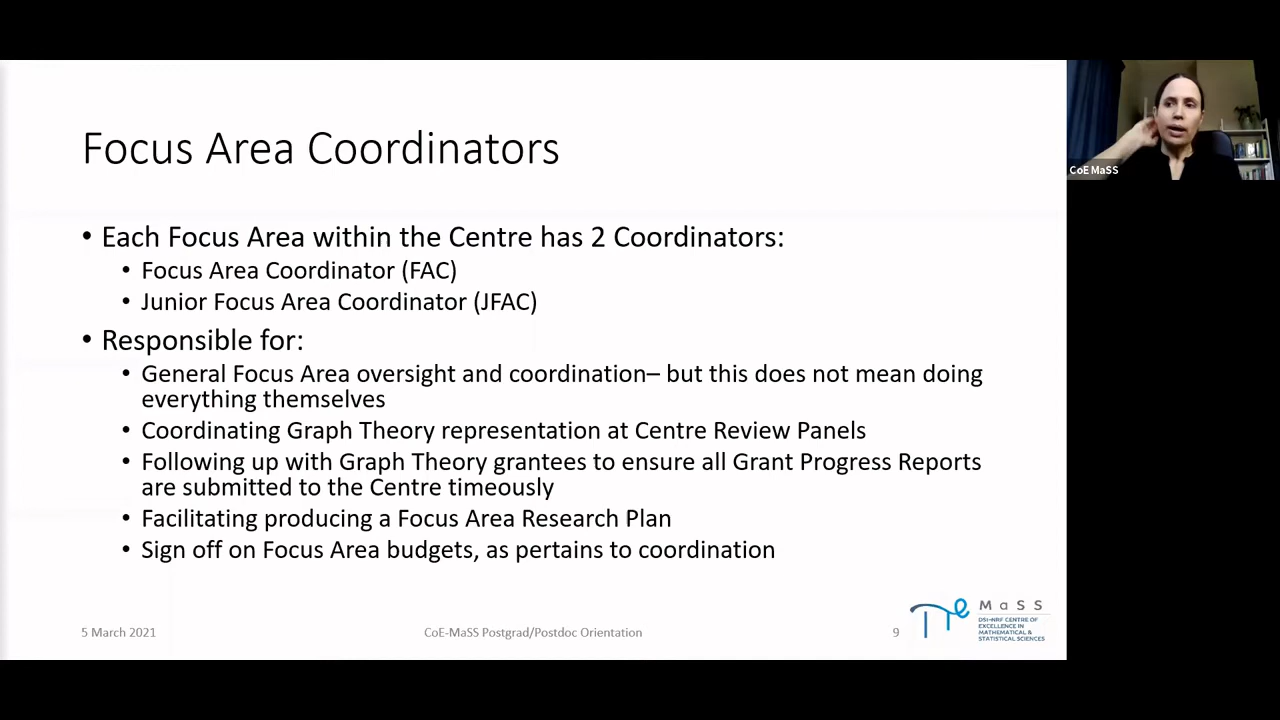 Focus Area Coordinators
• Each Focus Area within the Centre has 2 Coordinators:
• Focus Area Coordinator (FAC)
• Junior Focus Area Coordinator (JFAC)
• Responsible for:
• General Focus Area oversight and coordination– but this does not mean doing
everything themselves
• Coordinating Graph Theory representation at Centre Review Panels
• Following up with Graph Theory grantees to ensure all Grant Progress Reports
are submitted to the Centre timeously
• Facilitating producing a Focus Area Research Plan
• Sign off on Focus Area budgets, as pertains to coordination
5 March 2021
CoE-MaSS Postgrad/Postdoc Orientation
9
MaSS
DSI-NRF CENTRE OF
EXCELLENCE IN
MATHEMATICAL &
STATISTICAL SCIENCES
CoE MaSS